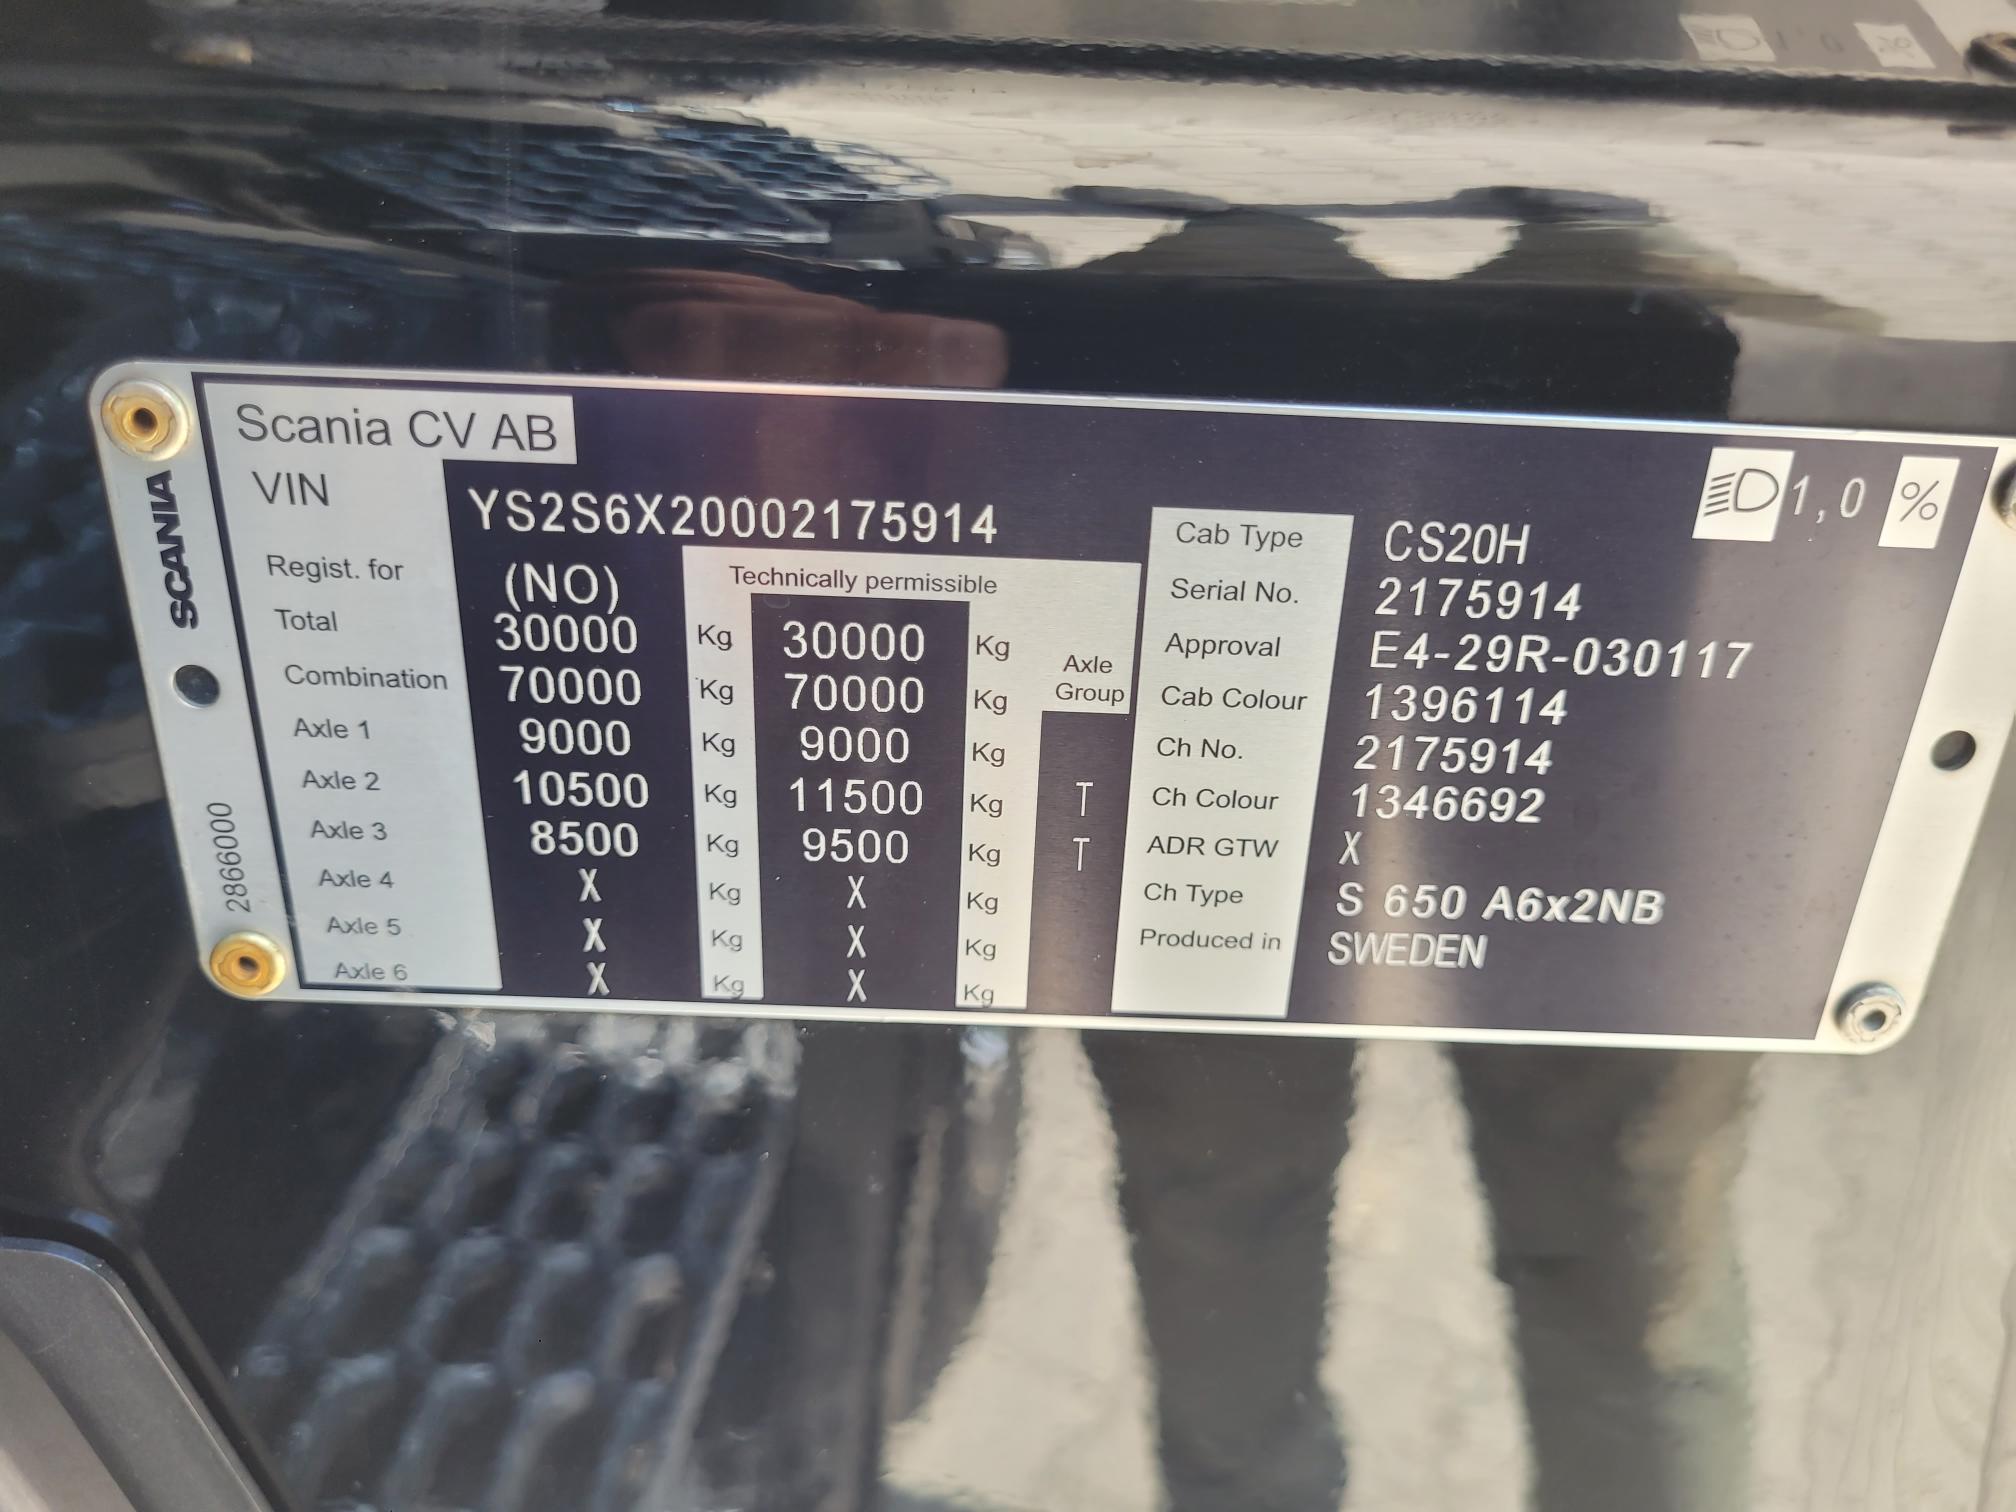 Scania CV AB
VIN YS2S6X20002175914
1,0 %
SCANIA
2866000
Regist. for (NO)
Technically permissible
Total 30000 Kg 30000 Kg
Combination 70000 Kg 70000 Kg
Axle Group
Axle 1 9000 Kg 9000 Kg
Axle 2 10500 Kg 11500 Kg T
Axle 3 8500 Kg 9500 Kg T
Axle 4 X Kg X Kg
Axle 5 X Kg X Kg
Axle 6 X Kg X Kg
Cab Type CS20H
Serial No. 2175914
Approval E4-29R-030117
Cab Colour 1396114
Ch No. 2175914
Ch Colour 1346692
ADR GTW X
Ch Type S 650 A6x2NB
Produced in SWEDEN